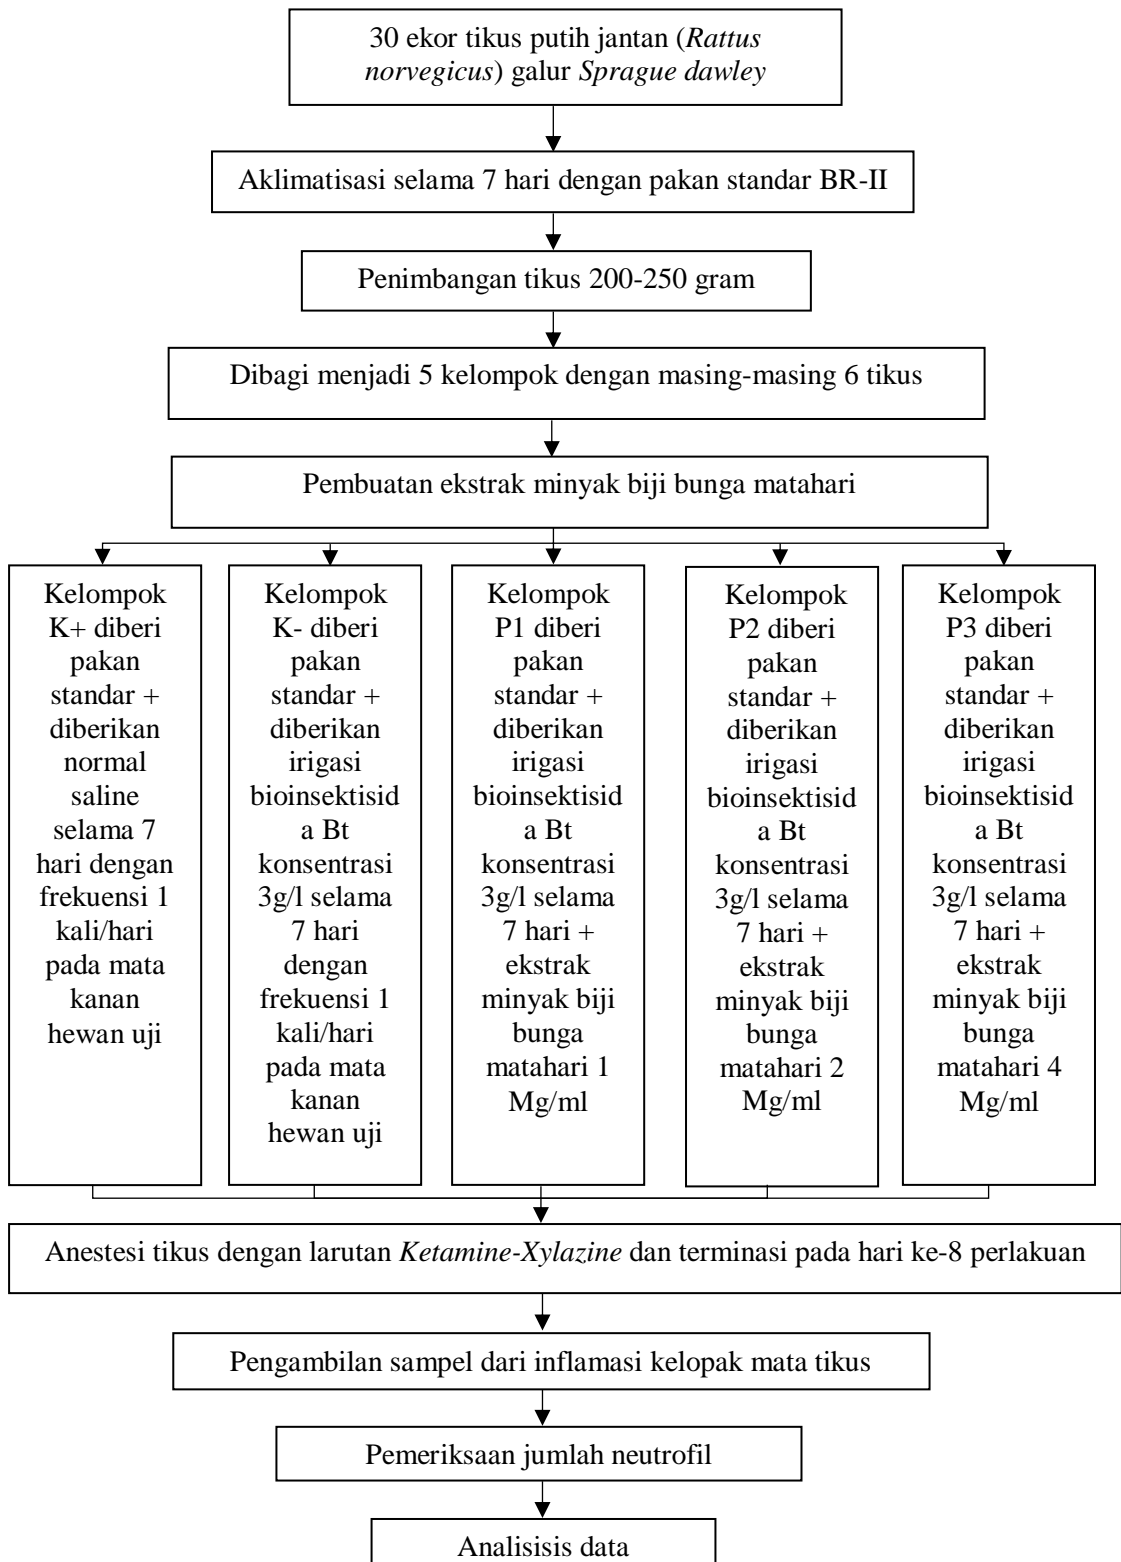 30 ekor tikus putih jantan (Rattus
norvegicus) galur Sprague dawley
Aklimatisasi selama 7 hari dengan pakan standar BR-II
Penimbangan tikus 200-250 gram
Dibagi menjadi 5 kelompok dengan masing-masing 6 tikus
Pembuatan ekstrak minyak biji bunga matahari
Kelompok
K+ diberi
pakan
standar +
diberikan
normal
saline
selama 7
hari dengan
frekuensi 1
kali/hari
pada mata
kanan
hewan uji
Kelompok
K- diberi
pakan
standar +
diberikan
irigasi
bioinsektisid
a Bt
konsentrasi
3g/l selama
7 hari
dengan
frekuensi 1
kali/hari
pada mata
kanan
hewan uji
Kelompok
P1 diberi
pakan
standar +
diberikan
irigasi
bioinsektisid
a Bt
konsentrasi
3g/l selama
7 hari +
ekstrak
minyak biji
bunga
matahari 1
Mg/ml
Kelompok
P2 diberi
pakan
standar +
diberikan
irigasi
bioinsektisid
a Bt
konsentrasi
3g/l selama
7 hari +
ekstrak
minyak biji
bunga
matahari 2
Mg/ml
Kelompok
P3 diberi
pakan
standar +
diberikan
irigasi
bioinsektisid
a Bt
konsentrasi
3g/l selama
7 hari +
ekstrak
minyak biji
bunga
matahari 4
Mg/ml
Anestesi tikus dengan larutan Ketamine-Xylazine dan terminasi pada hari ke-8 perlakuan
Pengambilan sampel dari inflamasi kelopak mata tikus
Pemeriksaan jumlah neutrofil
Analisisis data